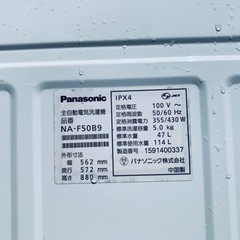 Panasonic
全自動電気洗濯機
品番
NA-F50B9
外形寸法
幅 562 mm
奥行 572 mm
高さ 880 mm
IPX4
JET
定格電圧 100 V ～
定格周波数 50/60 Hz
定格消費電力 355/430 W
標準洗濯容量 5.0 kg
標準水量 47 L
標準使用水量 114 L
製造番号 1591400337
パナソニック株式会社
中国製